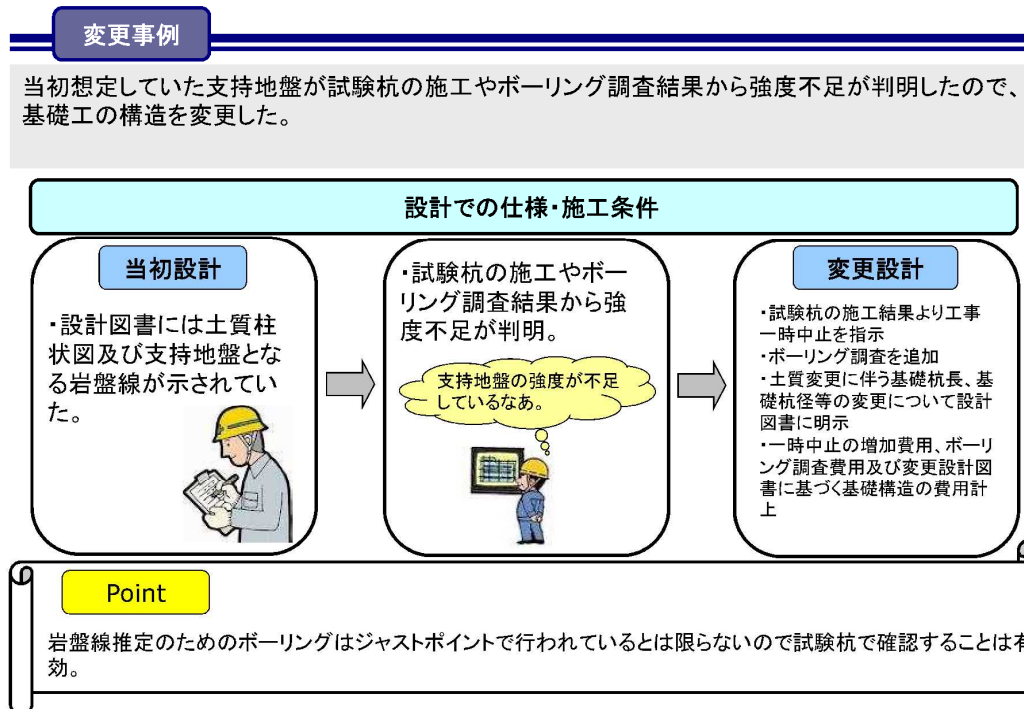 変更事例
当初想定していた支持地盤が試験杭の施工やボーリング調査結果から強度不足が判明したので、
基礎工の構造を変更した。
設計での仕様・施工条件
当初設計
・設計図書には土質柱
状図及び支持地盤とな
る岩盤線が示されてい
た。
・試験杭の施工やボー
リング調査結果から強
度不足が判明。
支持地盤の強度が不足
しているなあ。
変更設計
・試験杭の施工結果より工事
一時中止を指示
・ボーリング調査を追加
・土質変更に伴う基礎杭長、基
礎杭径等の変更について設計
図書に明示
・一時中止の増加費用、ボーリ
ング調査費用及び変更設計図
書に基づく基礎構造の費用計
上
Point
岩盤線推定のためのボーリングはジャストポイントで行われているとは限らないので試験杭で確認することは有
効。